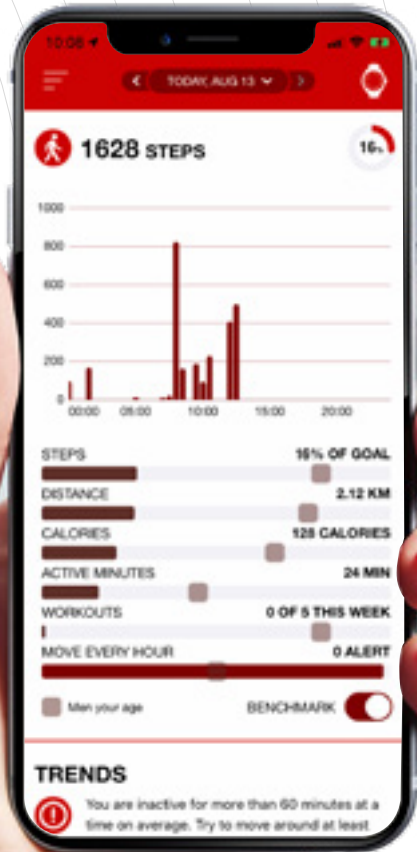 10:06
TODAY, AUG 13
1628 STEPS
16%
1000
800
600
400
200
0
00:00 05:00 10:00 15:00 20:00
STEPS 16% OF GOAL
DISTANCE 2.12 KM
CALORIES 128 CALORIES
ACTIVE MINUTES 24 MIN
WORKOUTS 0 OF 5 THIS WEEK
MOVE EVERY HOUR 0 ALERT
Men your age BENCHMARK
TRENDS
You are inactive for more than 60 minutes at a
time on average. Try to move around at least